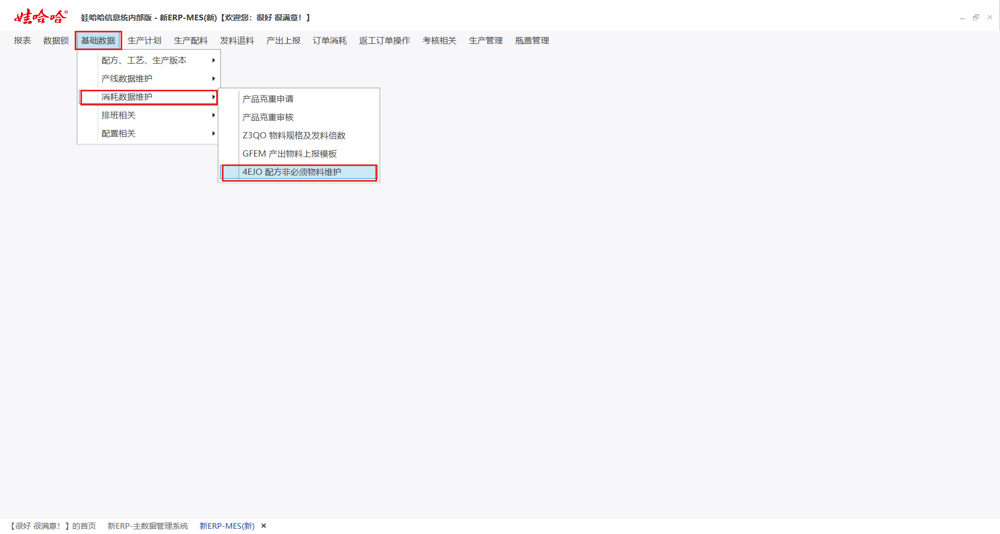 娃哈哈®
娃哈哈信息统内部版 - 新ERP-MES(新)【欢迎您：很好 很满意！】
报表 数据锁 基础数据 生产计划 生产配料 发料退料 产出上报 订单消耗 返工订单操作 考核相关 生产管理 瓶盖管理
配方、工艺、生产版本
产线数据维护
消耗数据维护
排班相关
配置相关
产品克重申请
产品克重审核
Z3QO 物料规格及发料倍数
GFEM 产出物料上报模板
4EJO 配方非必须物料维护
【很好 很满意！】的首页 新ERP-主数据管理系统 新ERP-MES(新)